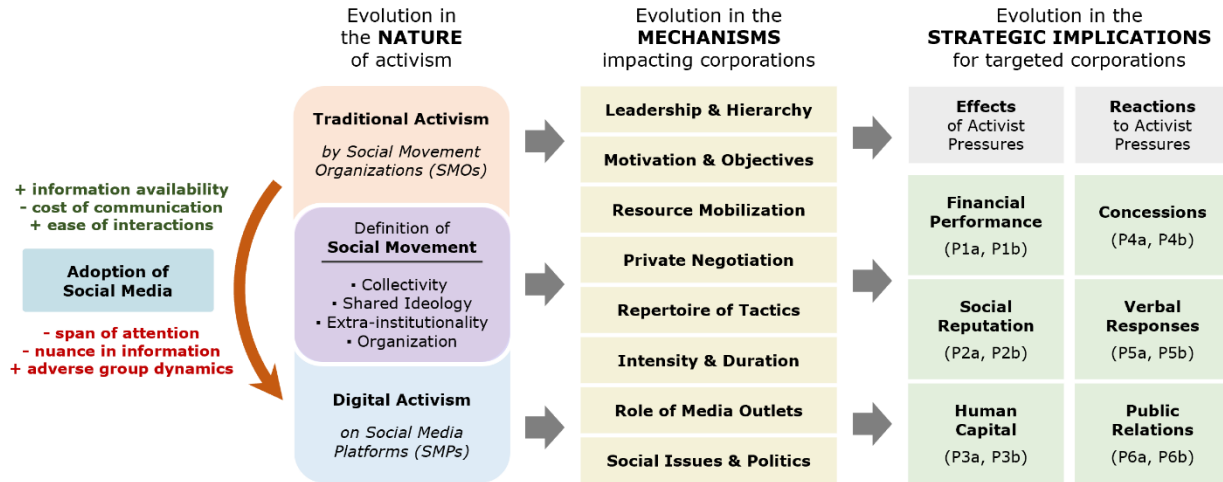 Evolution in
the NATURE
of activism
Evolution in the
MECHANISMS
impacting corporations
Evolution in the
STRATEGIC IMPLICATIONS
for targeted corporations
+ information availability
- cost of communication
+ ease of interactions
Adoption of
Social Media
- span of attention
- nuance in information
+ adverse group dynamics
Traditional Activism
by Social Movement
Organizations (SMOs)
Definition of
Social Movement
▪ Collectivity
▪ Shared Ideology
▪ Extra-institutionality
▪ Organization
Digital Activism
on Social Media
Platforms (SMPs)
Leadership & Hierarchy
Motivation & Objectives
Resource Mobilization
Private Negotiation
Repertoire of Tactics
Intensity & Duration
Role of Media Outlets
Social Issues & Politics
Effects
of Activist
Pressures
Reactions
to Activist
Pressures
Financial
Performance
(P1a, P1b)
Concessions
(P4a, P4b)
Social
Reputation
(P2a, P2b)
Verbal
Responses
(P5a, P5b)
Human
Capital
(P3a, P3b)
Public
Relations
(P6a, P6b)